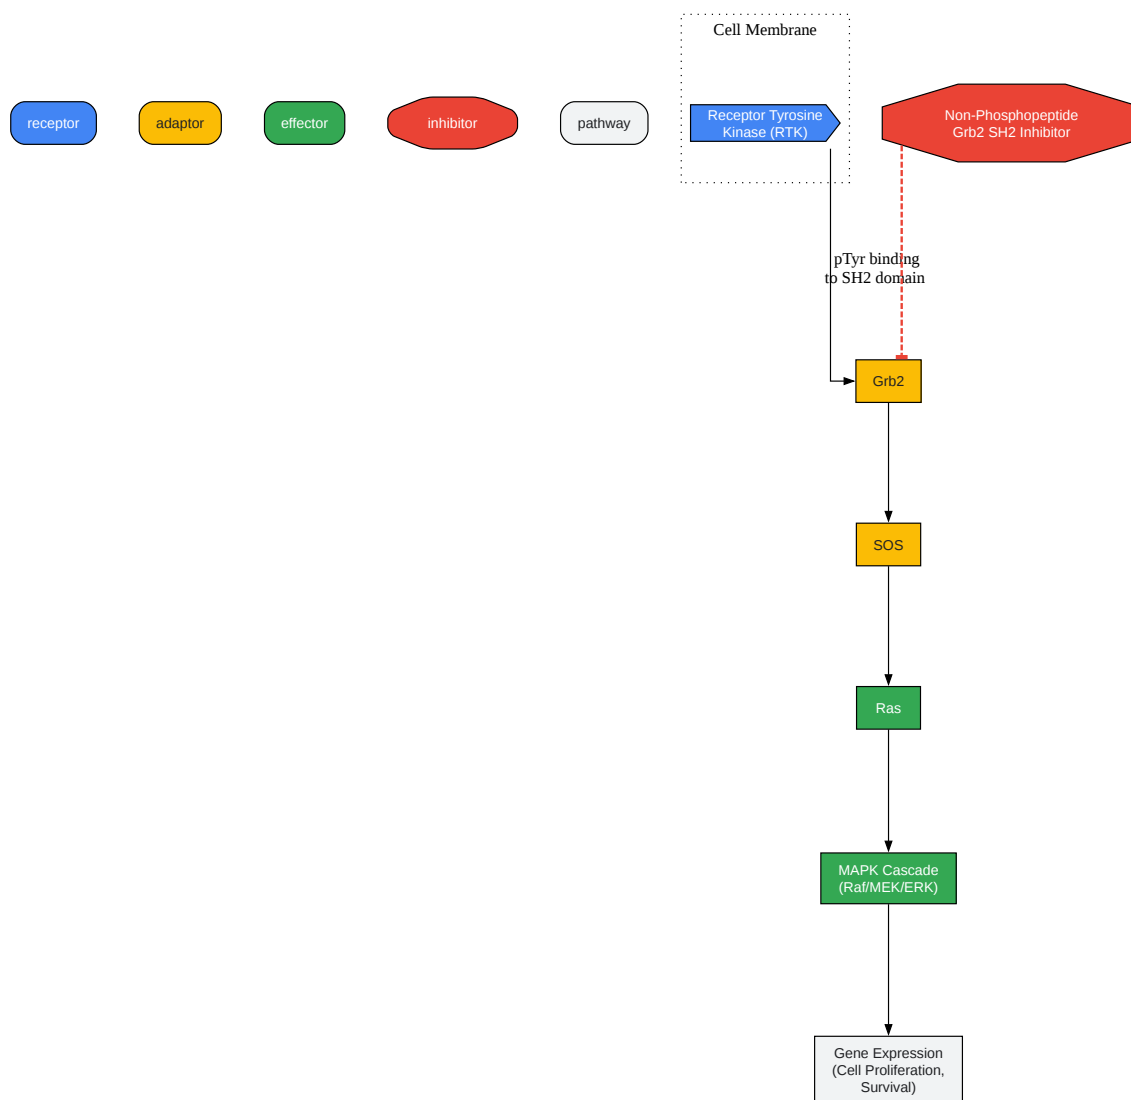 Cell Membrane
receptor
adaptor
effector
inhibitor
pathway
Receptor Tyrosine
Kinase (RTK)
Non-Phosphopeptide
Grb2 SH2 Inhibitor
pTyr binding
to SH2 domain
Grb2
SOS
Ras
MAPK Cascade
(Raf/MEK/ERK)
Gene Expression
(Cell Proliferation,
Survival)